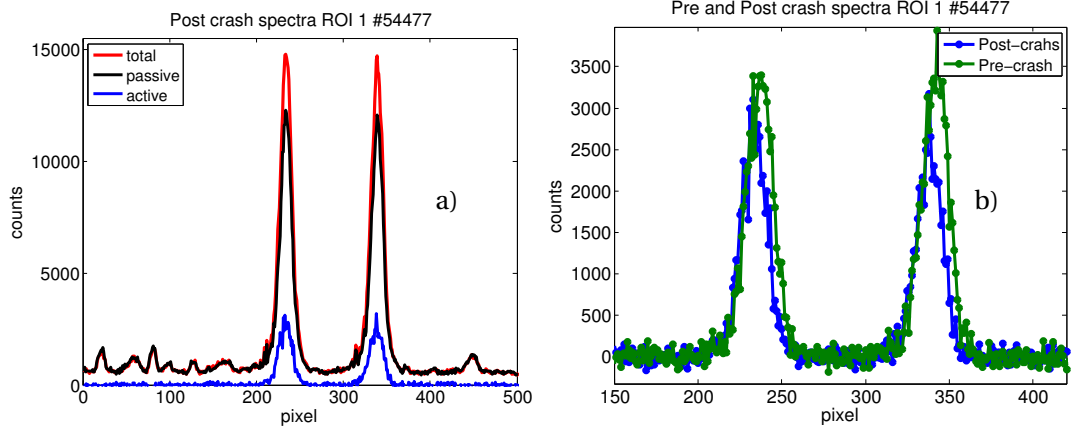 Post crash spectra ROI 1 #54477
15000
10000
5000
0
counts
total
passive
active
a)
0 100 200 300 400 500
pixel
Pre and Post crash spectra ROI 1 #54477
3500
3000
2500
2000
1500
1000
500
0
counts
Post-crahs
Pre-crash
b)
150 200 250 300 350 400
pixel